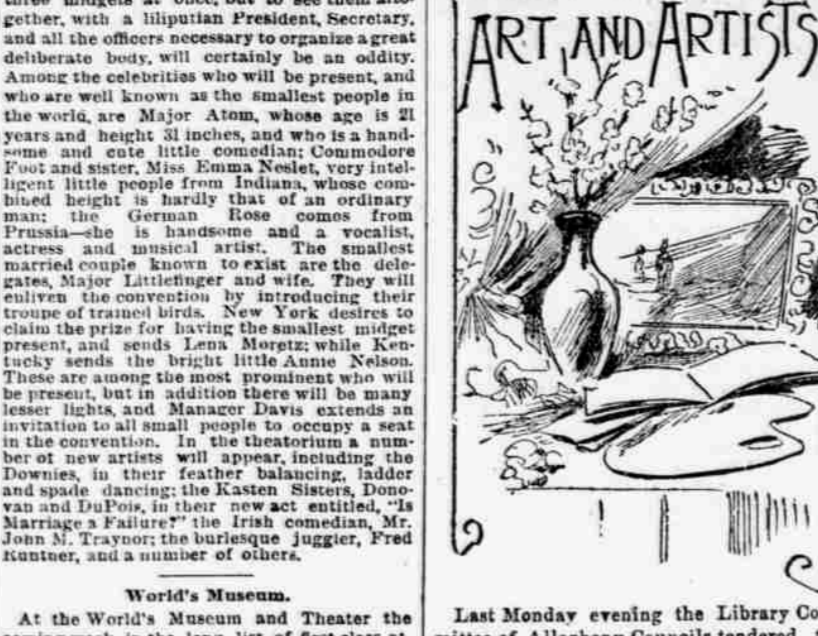 three midgets at once, but to see them alto-
gether, with a liliputian President, Secretary,
and all the officers necessary to organize a great
deliberate body, will certainly be an oddity.
Among the celebrities who will be present, and
who are well known as the smallest people in
the world, are Major Atom, whose age is 21
years and height 31 inches, and who is a hand-
some and cute little comedian; Commodore
Foot and sister, Miss Emma Neslet, very intel-
ligent little people from Indiana, whose com-
bined height is hardly that of an ordinary
man; the German Rose comes from
Prussia—she is handsome and a vocalist,
actress and musical artist. The smallest
married couple known to exist are the dele-
gates, Major Littlefinger and wife. They will
enliven the convention by introducing their
troupe of trained birds. New York desires to
claim the prize for having the smallest midget
present, and sends Lena Moretz; while Ken-
tucky sends the bright little Annie Nelson.
These are among the most prominent who will
be present, but in addition there will be many
lesser lights, and Manager Davis extends an
invitation to all small people to occupy a seat
in the convention. In the theatorium a num-
ber of new artists will appear, including the
Downies, in their feather balancing, ladder
and spade dancing; the Kasten Sisters, Dono-
van and DuPois, in their new act entitled, "Is
Marriage a Failure?" the Irish comedian, Mr.
John M. Traynor; the burlesque juggler, Fred
Kuntner, and a number of others.
World's Museum.
At the World's Museum and Theater the
ART AND ARTISTS
Last Monday evening the Library Co